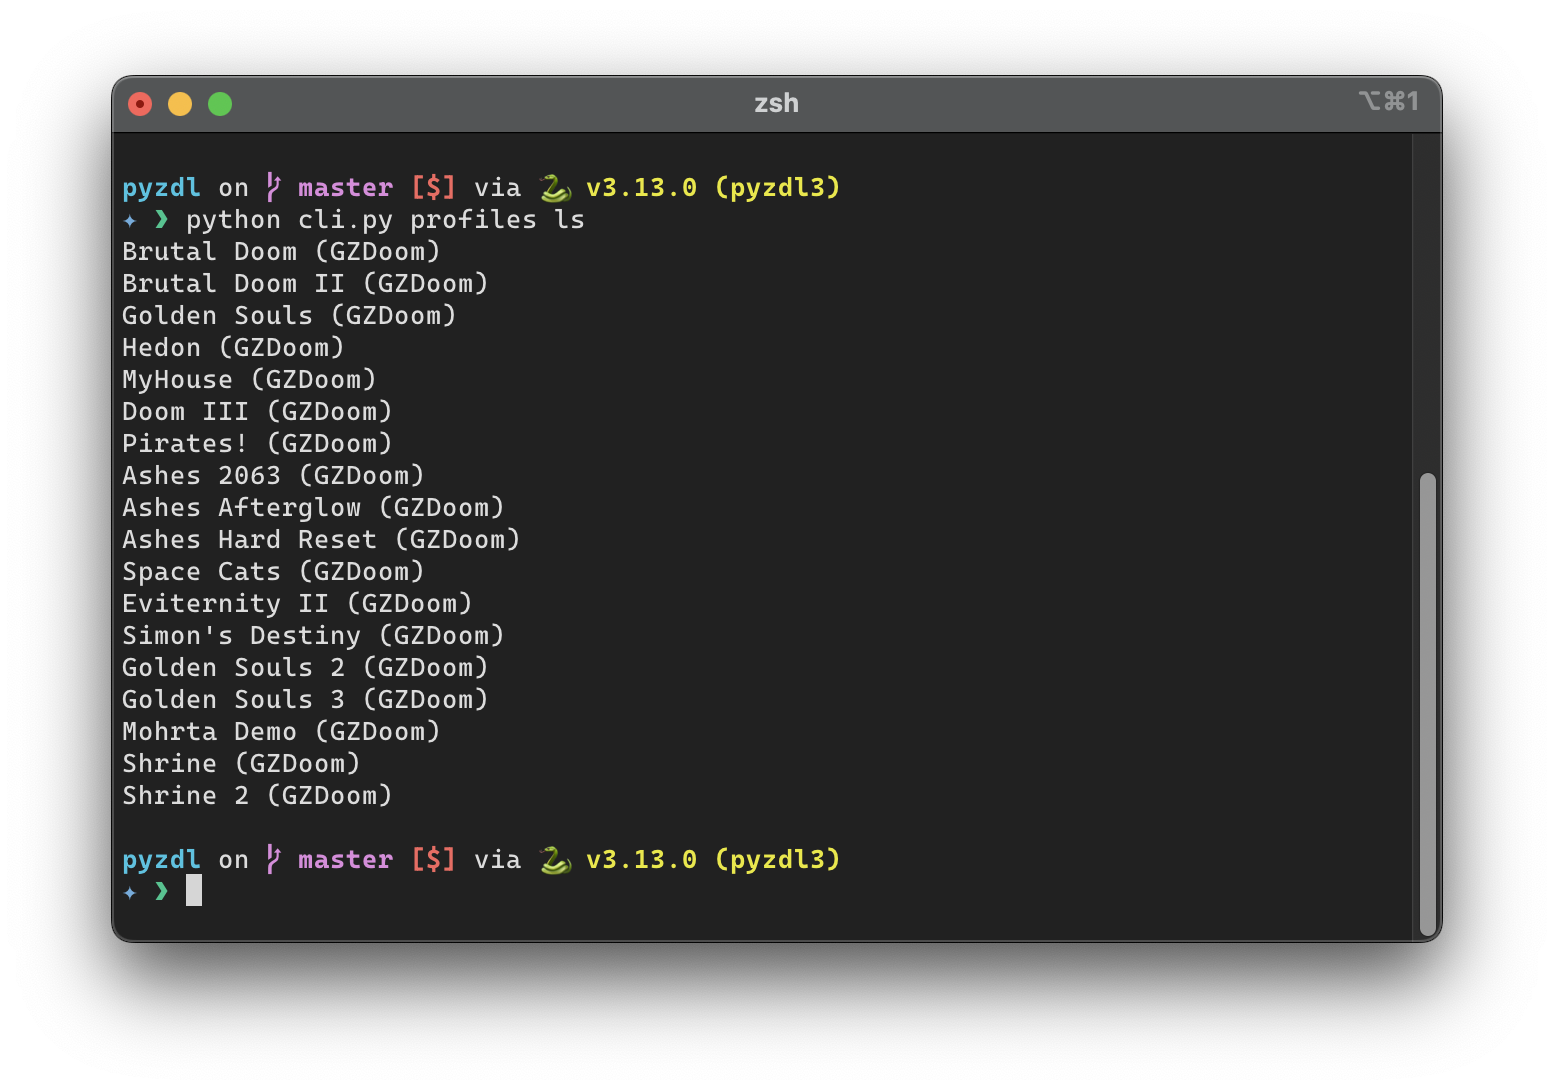 zsh
⌥⌘1
pyzdl on master [$] via 🐍 v3.13.0 (pyzdl3)
✦ ❯ python cli.py profiles ls
Brutal Doom (GZDoom)
Brutal Doom II (GZDoom)
Golden Souls (GZDoom)
Hedon (GZDoom)
MyHouse (GZDoom)
Doom III (GZDoom)
Pirates! (GZDoom)
Ashes 2063 (GZDoom)
Ashes Afterglow (GZDoom)
Ashes Hard Reset (GZDoom)
Space Cats (GZDoom)
Eviternity II (GZDoom)
Simon's Destiny (GZDoom)
Golden Souls 2 (GZDoom)
Golden Souls 3 (GZDoom)
Mohrta Demo (GZDoom)
Shrine (GZDoom)
Shrine 2 (GZDoom)
pyzdl on master [$] via 🐍 v3.13.0 (pyzdl3)
✦ ❯